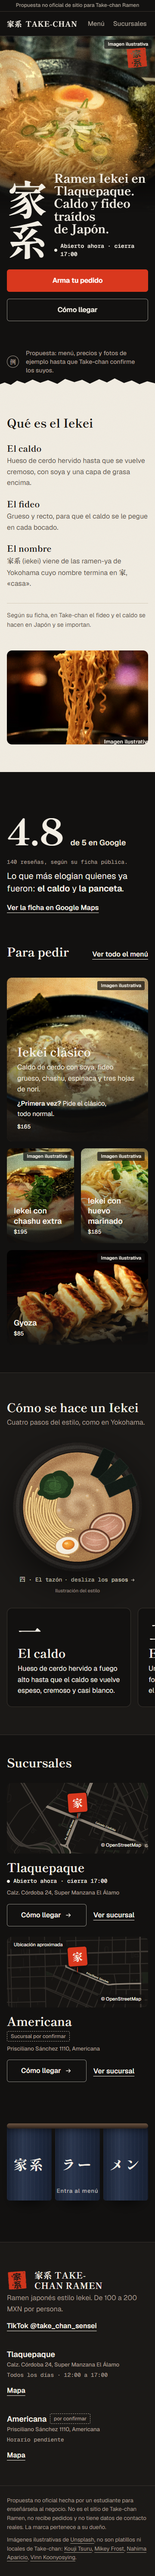 Propuesta no oficial de sitio para Take-chan Ramen
家系 TAKE-CHAN
Menú
Sucursales
Imagen ilustrativa
家
家系
Ramen Iekei en
Tlaquepaque.
Caldo y fideo
traídos
de Japón.
Abierto ahora · cierra
17:00
Arma tu pedido
Cómo llegar
Propuesta: menú, precios y fotos de
ejemplo hasta que Take-chan confirme
los suyos.
Qué es el Iekei
El caldo
Hueso de cerdo hervido hasta que se vuelve
cremoso, con soya y una capa de grasa
encima.
El fideo
Grueso y recto, para que el caldo se le pegue
en cada bocado.
El nombre
家系 (iekei) viene de las ramen-ya de
Yokohama cuyo nombre termina en 家,
«casa».
Según su ficha, en Take-chan el fideo y el caldo se
hacen en Japón y se importan.
Imagen ilustrativa
4.8 de 5 en Google
140 reseñas, según su ficha pública.
Lo que más elogian quienes ya
fueron: el caldo y la panceta.
Ver la ficha en Google Maps
Para pedir
Ver todo el menú
Imagen ilustrativa
Iekei clásico
Caldo de cerdo con soya, fideo
grueso, chashu, espinaca y tres hojas
de nori.
¿Primera vez? Pide el clásico,
todo normal.
$165
Imagen ilustrativa
Iekei con
chashu extra
$195
Imagen ilustrativa
Iekei con
huevo
marinado
$185
Imagen ilustrativa
Gyoza
$85
Cómo se hace un Iekei
Cuatro pasos del estilo, como en Yokohama.
· El tazón · desliza los pasos →
Ilustración del estilo
El caldo
Hueso de cerdo hervido a fuego
alto hasta que el caldo se vuelve
espeso, cremoso y casi blanco.
Sucursales
家
© OpenStreetMap
Tlaquepaque
Abierto ahora · cierra 17:00
Calz. Córdoba 24, Super Manzana El Álamo
Cómo llegar →
Ver sucursal
Ubicación aproximada
家
© OpenStreetMap
Americana
Sucursal por confirmar
Prisciliano Sánchez 1110, Americana
Cómo llegar →
Ver sucursal
家系
ラー
メン
Entra al menú
家
家系 TAKE-
CHAN RAMEN
Ramen japonés estilo Iekei. De 100 a 200
MXN por persona.
TikTok @take_chan_sensei
Tlaquepaque
Calz. Córdoba 24, Super Manzana El Álamo
Todos los días · 12:00 a 17:00
Mapa
Americana
por confirmar
Prisciliano Sánchez 1110, Americana
Horario pendiente
Mapa
Propuesta no oficial hecha por un estudiante para
enseñársela al negocio. No es el sitio de Take-chan
Ramen, no recibe pedidos y no tiene datos de contacto
reales. La marca pertenece a su dueño.
Imágenes ilustrativas de Unsplash, no son platillos ni
locales de Take-chan: Kouji Tsuru, Mikey Frost, Nahima
Aparicio, Vinn Koonyosying.